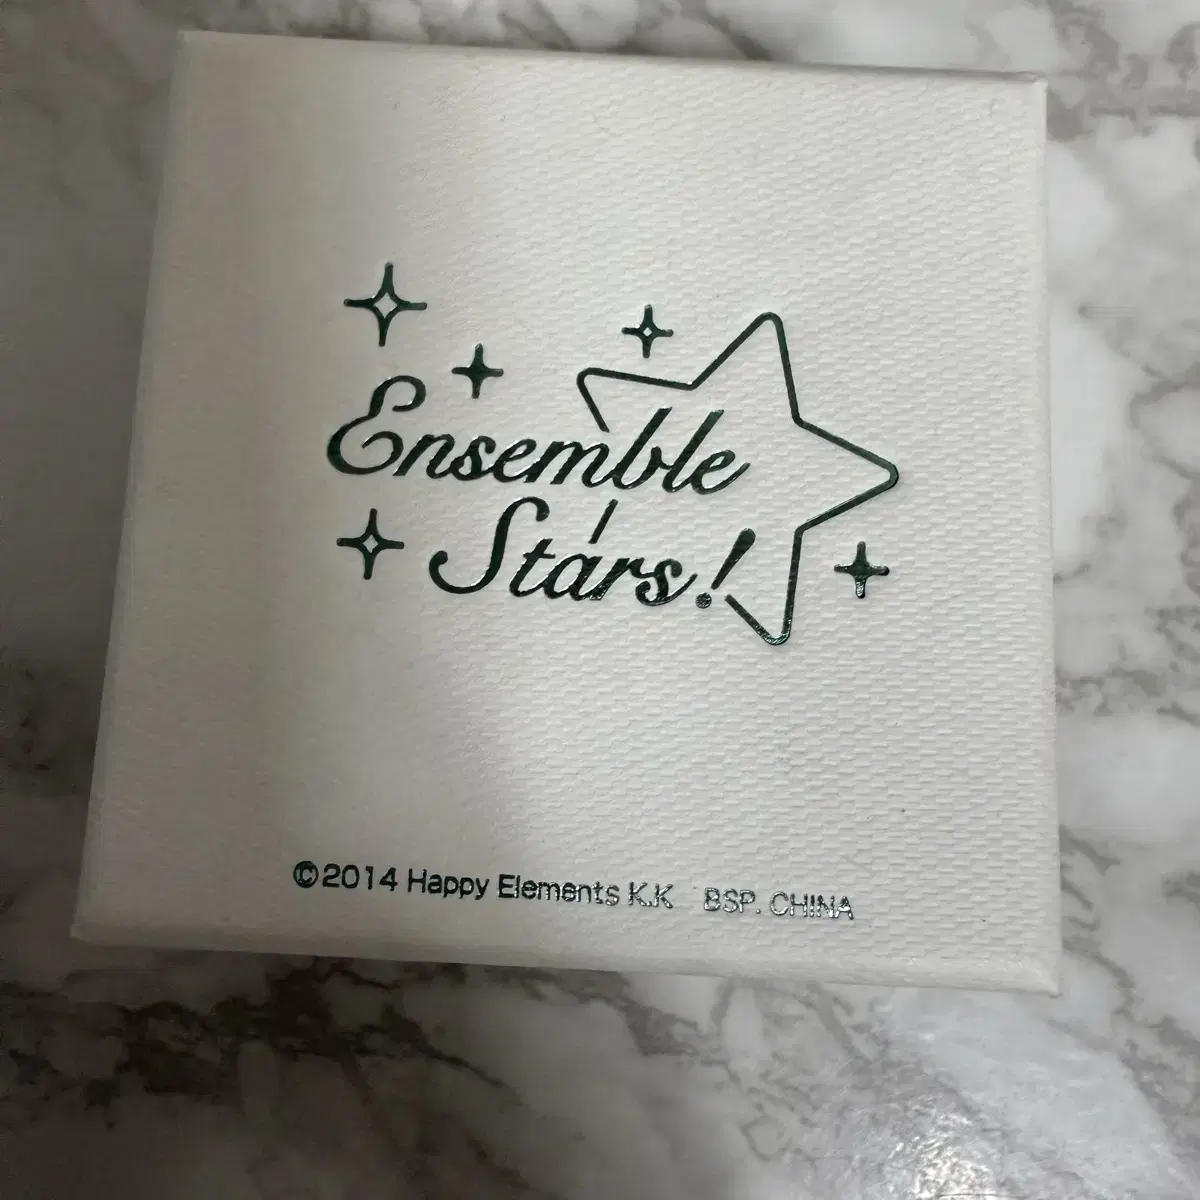 Ensemble
Stars!
©2014 Happy Elements K.K BSP. CHINA